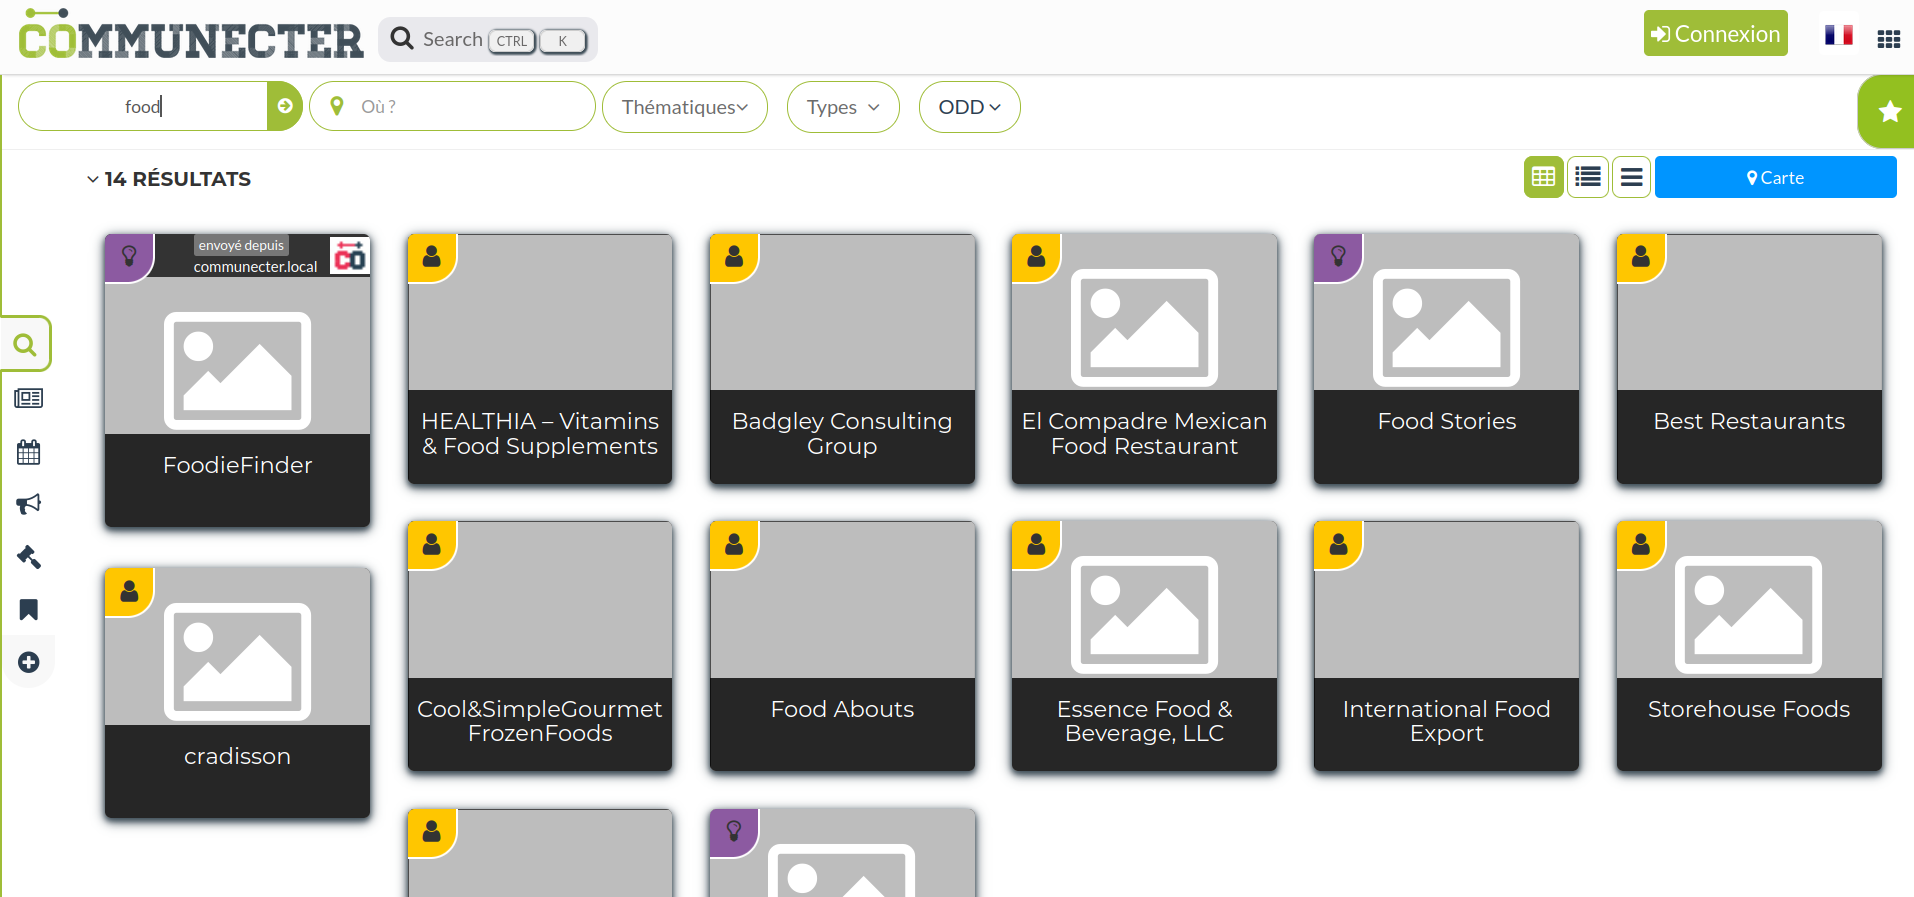 COMMUNECTER
Search CTRL K
Connexion
food
Où ?
Thématiques
Types
ODD
14 RÉSULTATS
Carte
envoyé depuis
communecter.local
CO
FoodieFinder
HEALTHIA – Vitamins
& Food Supplements
Badgley Consulting
Group
El Compadre Mexican
Food Restaurant
Food Stories
Best Restaurants
cradisson
Cool&SimpleGourmet
FrozenFoods
Food Abouts
Essence Food &
Beverage, LLC
International Food
Export
Storehouse Foods